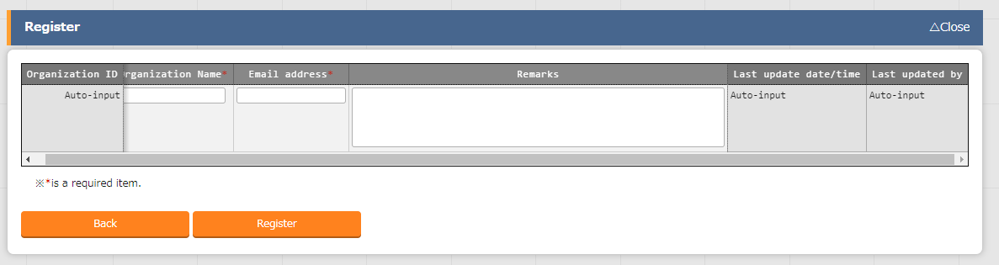 Register
△Close
Organization ID rganization Name* Email address* Remarks Last update date/time Last updated by
Auto-input Auto-input Auto-input
※*is a required item.
Back Register